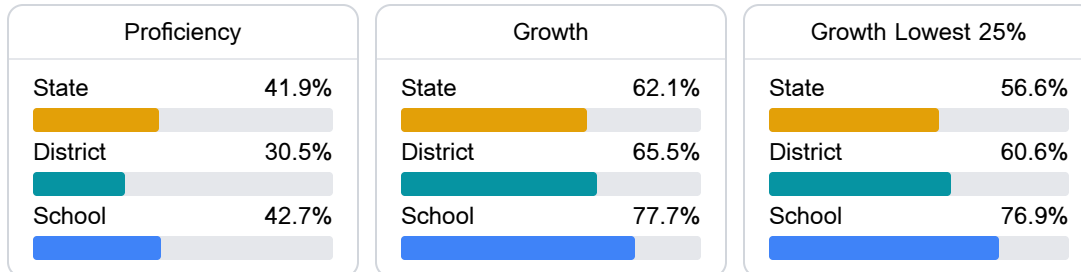 Proficiency
State 41.9%
District 30.5%
School 42.7%
Growth
State 62.1%
District 65.5%
School 77.7%
Growth Lowest 25%
State 56.6%
District 60.6%
School 76.9%